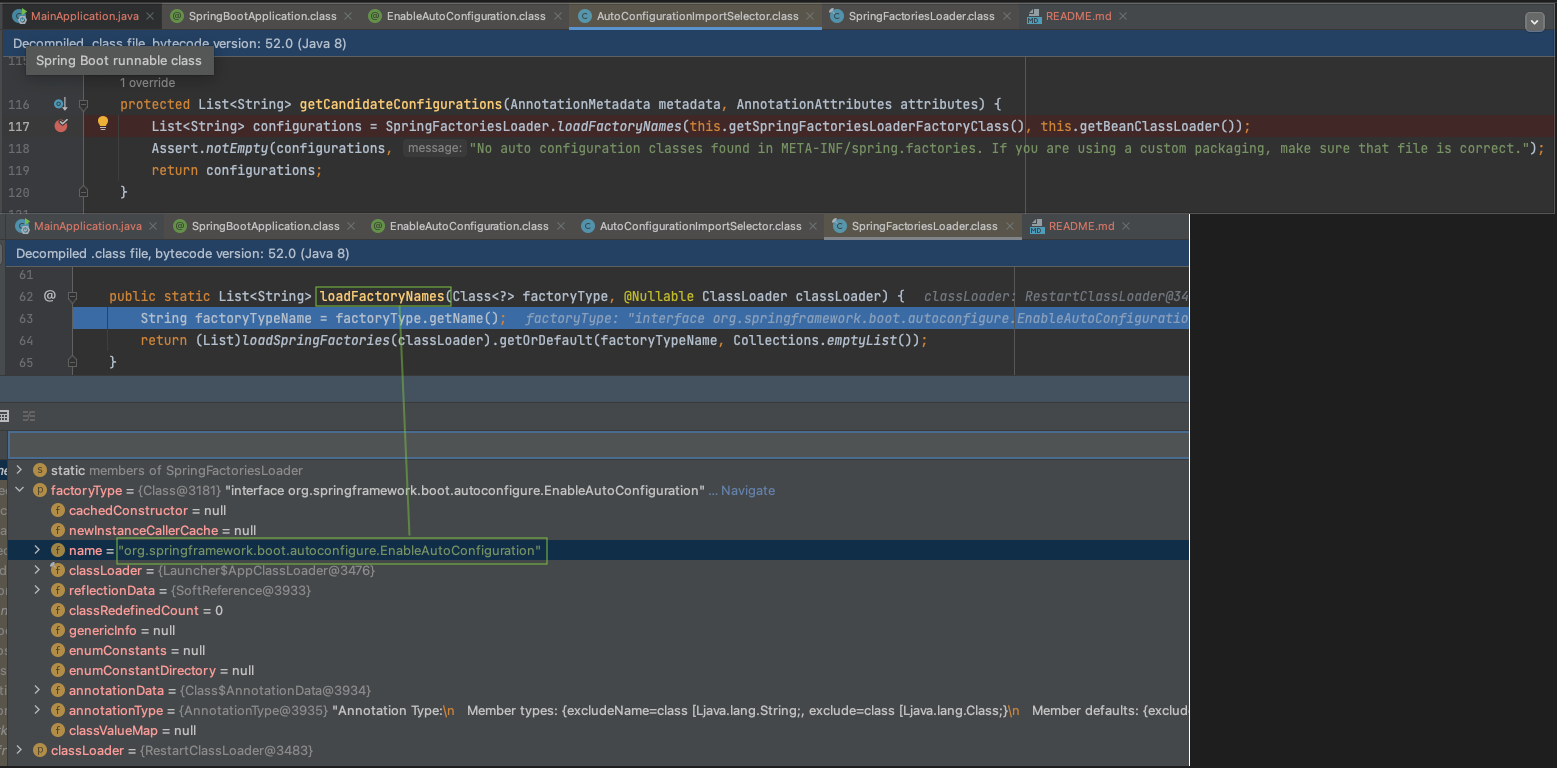 MainApplication.java SpringBootApplication.class EnableAutoConfiguration.class AutoConfigurationImportSelector.class SpringFactoriesLoader.class README.md
Decompiled .class file, bytecode version: 52.0 (Java 8)
115
Spring Boot runnable class
1 override
116 protected List<String> getCandidateConfigurations(AnnotationMetadata metadata, AnnotationAttributes attributes) {
117 List<String> configurations = SpringFactoriesLoader.loadFactoryNames(this.getSpringFactoriesLoaderFactoryClass(), this.getBeanClassLoader());
118 Assert.notEmpty(configurations, message: "No auto configuration classes found in META-INF/spring.factories. If you are using a custom packaging, make sure that file is correct.");
119 return configurations;
120 }
MainApplication.java SpringBootApplication.class EnableAutoConfiguration.class AutoConfigurationImportSelector.class SpringFactoriesLoader.class README.md
Decompiled .class file, bytecode version: 52.0 (Java 8)
61
62 @ public static List<String> loadFactoryNames(Class<?> factoryType, @Nullable ClassLoader classLoader) { classLoader: RestartClassLoader@34
63 String factoryTypeName = factoryType.getName(); factoryType: "interface org.springframework.boot.autoconfigure.EnableAutoConfiguratio
64 return (List)loadSpringFactories(classLoader).getOrDefault(factoryTypeName, Collections.emptyList());
65 }
static members of SpringFactoriesLoader
factoryType = {Class@3181} "interface org.springframework.boot.autoconfigure.EnableAutoConfiguration" ... Navigate
cachedConstructor = null
newInstanceCallerCache = null
name = "org.springframework.boot.autoconfigure.EnableAutoConfiguration"
classLoader = {Launcher$AppClassLoader@3476}
reflectionData = {SoftReference@3933}
classRedefinedCount = 0
genericInfo = null
enumConstants = null
enumConstantDirectory = null
annotationData = {Class$AnnotationData@3934}
annotationType = {AnnotationType@3935} "Annotation Type:\n Member types: {excludeName=class [Ljava.lang.String;, exclude=class [Ljava.lang.Class;}\n Member defaults: {exclud
classValueMap = null
classLoader = {RestartClassLoader@3483}